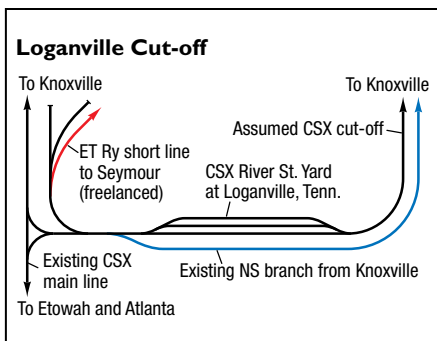 Loganville Cut-off
To Knoxville
To Knoxville
Assumed CSX cut-off
ET Ry short line
to Seymour
(freelanced)
CSX River St. Yard
at Loganville, Tenn.
Existing CSX
main line
Existing NS branch from Knoxville
To Etowah and Atlanta